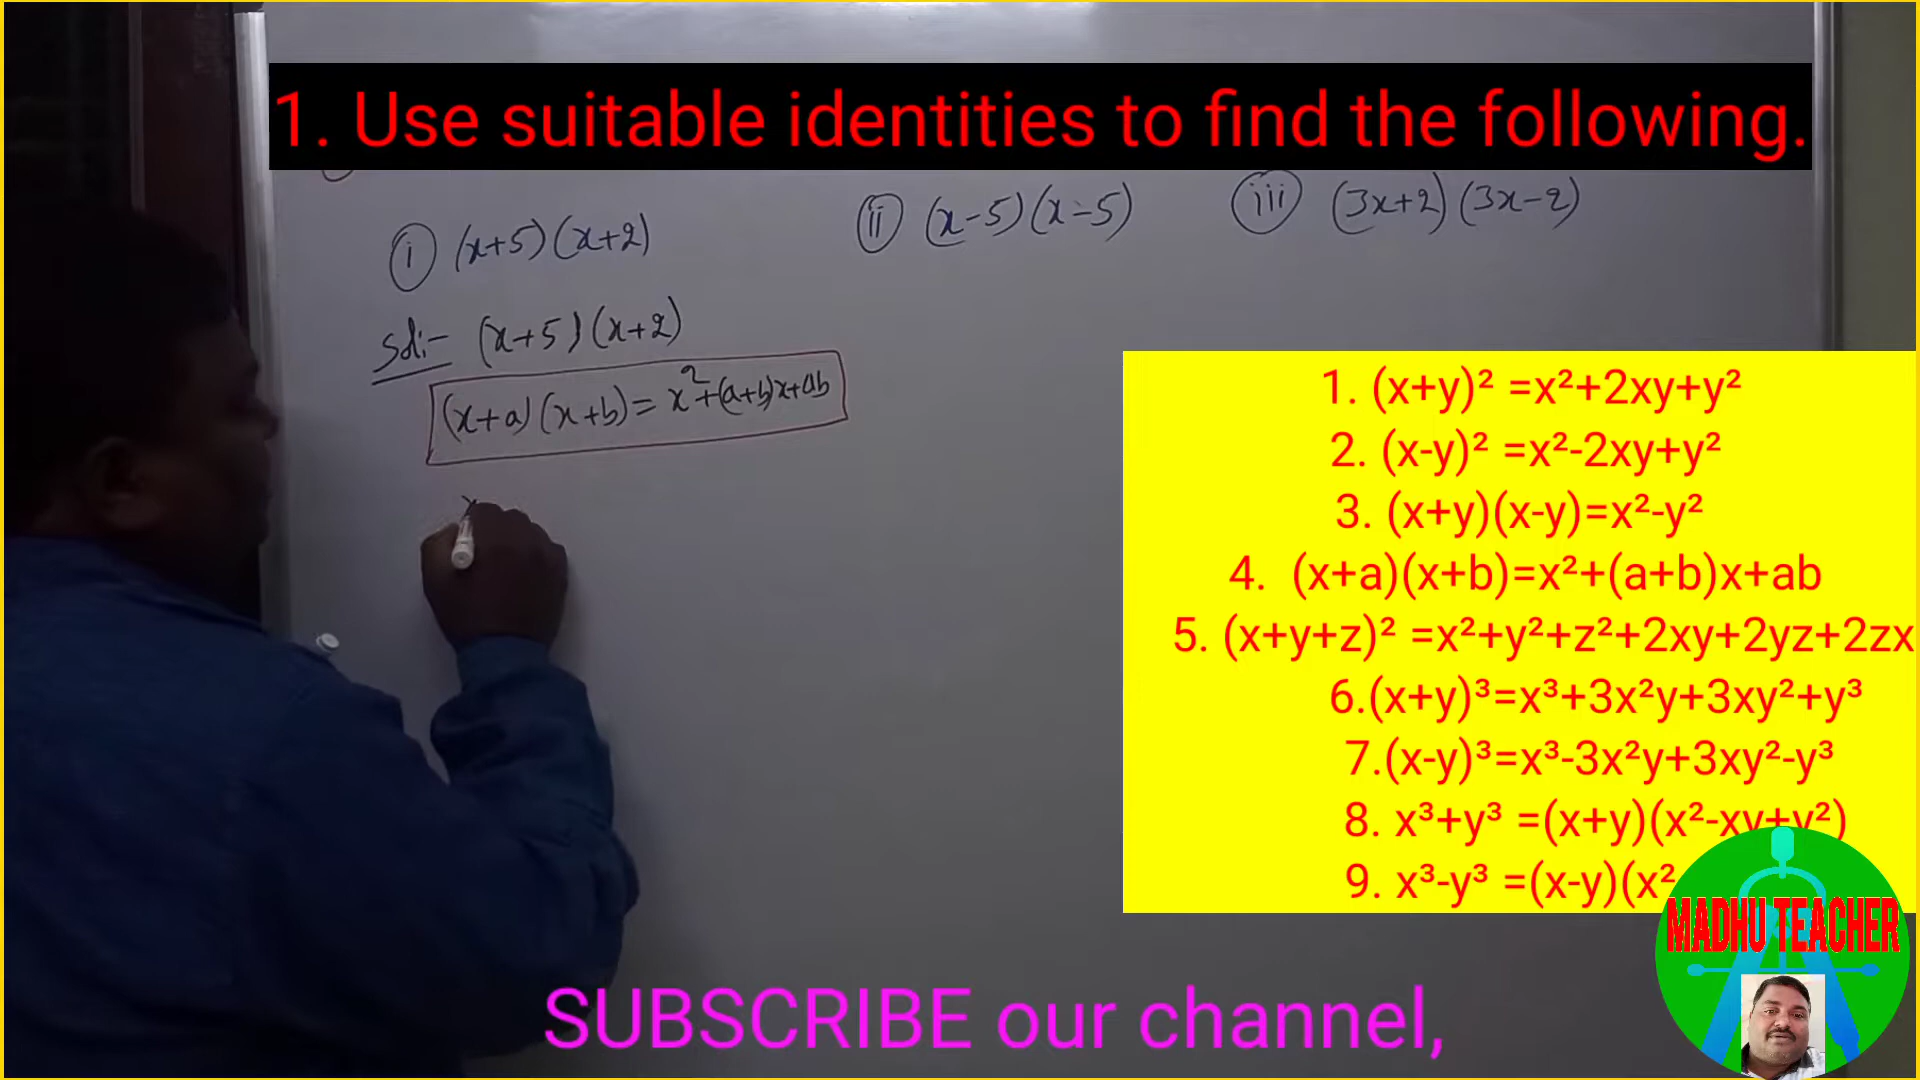 1. Use suitable identities to find the following.
i (x+5)(x+2)
ii (x-5)(x-5)
iii (3x+2)(3x-2)
Sol:- (x+5)(x+2)
(x+a)(x+b)= x²+(a+b)x+ab
x
1. (x+y)² =x²+2xy+y²
2. (x-y)² =x²-2xy+y²
3. (x+y)(x-y)=x²-y²
4. (x+a)(x+b)=x²+(a+b)x+ab
5. (x+y+z)² =x²+y²+z²+2xy+2yz+2zx
6.(x+y)³=x³+3x²y+3xy²+y³
7.(x-y)³=x³-3x²y+3xy²-y³
8. x³+y³ =(x+y)(x²-xy+y²)
9. x³-y³ =(x-y)(x²
MADHU TEACHER
SUBSCRIBE our channel,